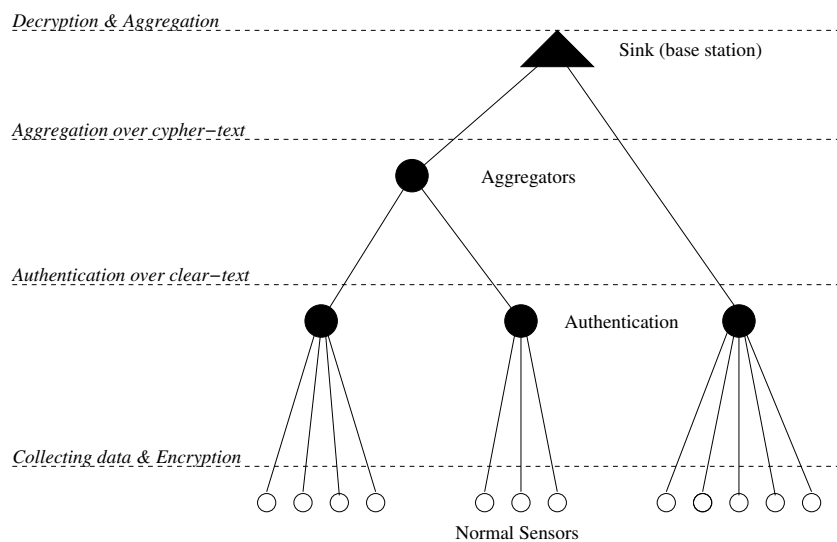 Decryption & Aggregation
Sink (base station)
Aggregation over cypher−text
Aggregators
Authentication over clear−text
Authentication
Collecting data & Encryption
Normal Sensors